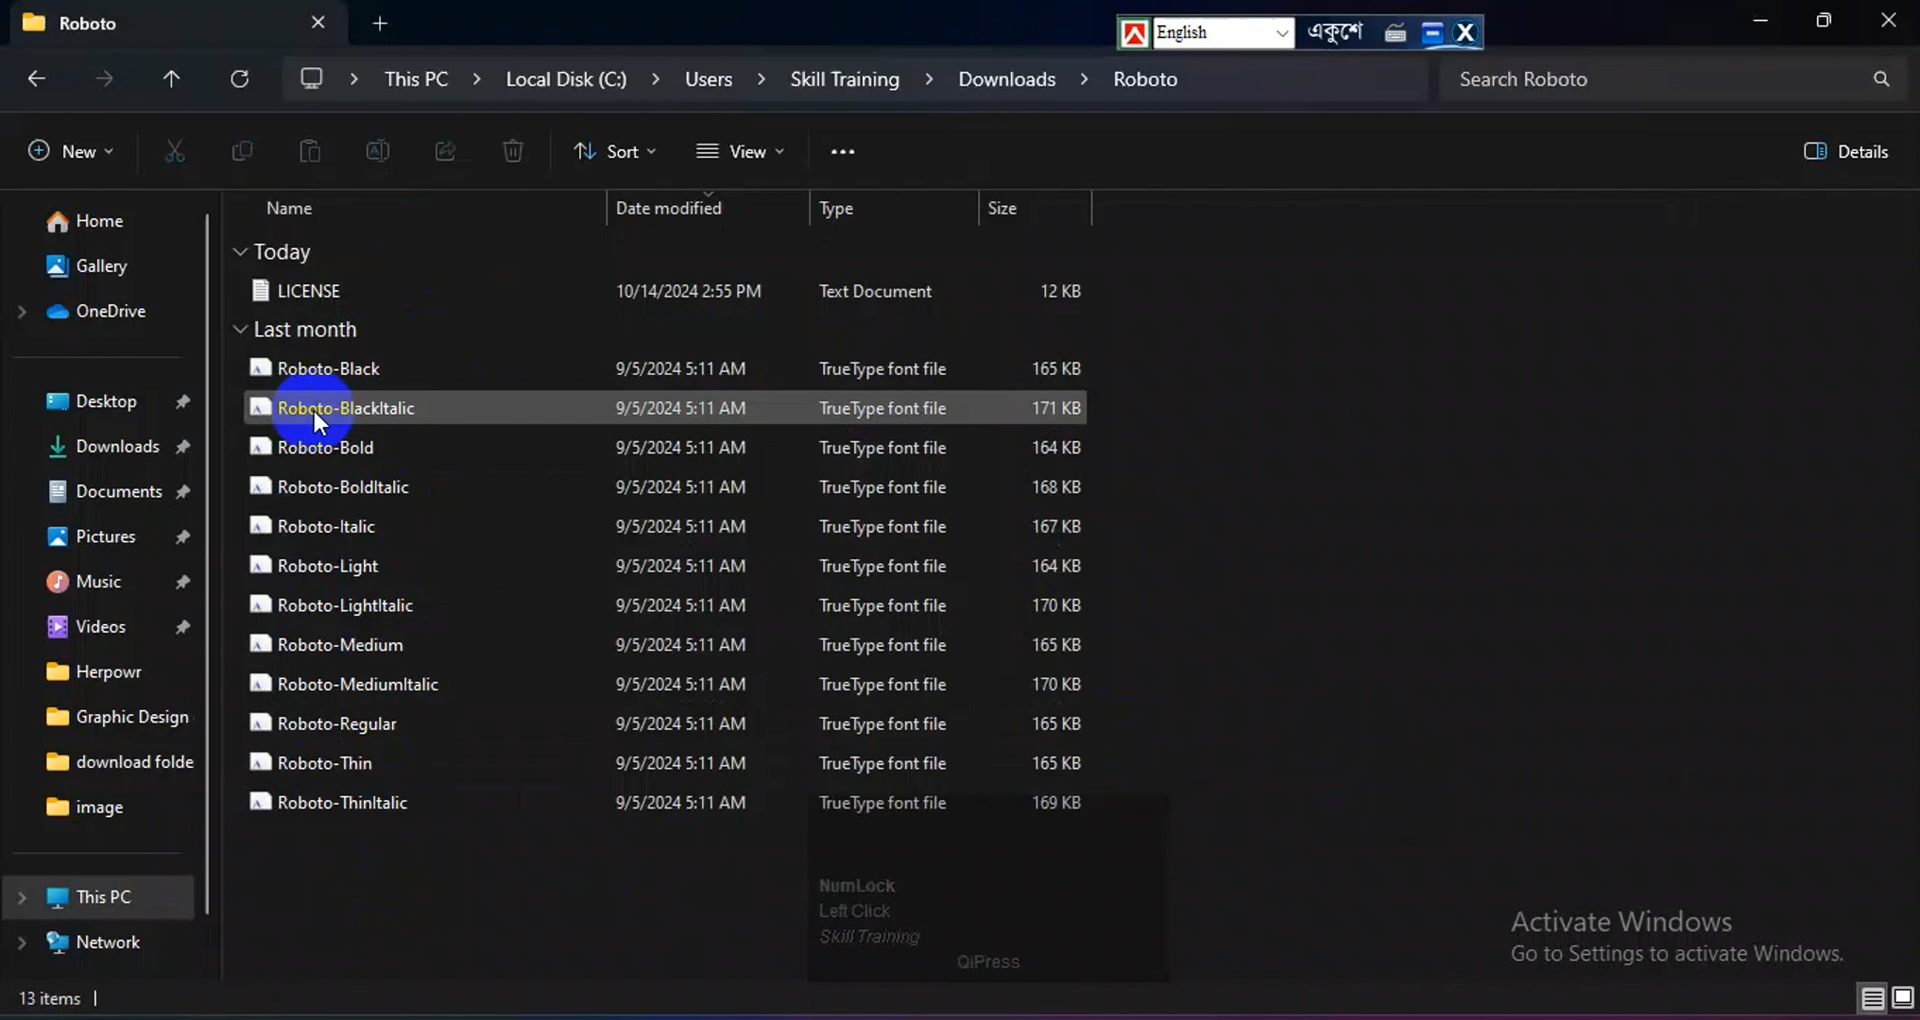 Roboto
English
একুশে
This PC
Local Disk (C:)
Users
Skill Training
Downloads
Roboto
Search Roboto
New
Sort
View
Details
Name Date modified Type Size
Today
LICENSE 10/14/2024 2:55 PM Text Document 12 KB
Last month
Roboto-Black 9/5/2024 5:11 AM TrueType font file 165 KB
Roboto-BlackItalic 9/5/2024 5:11 AM TrueType font file 171 KB
Roboto-Bold 9/5/2024 5:11 AM TrueType font file 164 KB
Roboto-BoldItalic 9/5/2024 5:11 AM TrueType font file 168 KB
Roboto-Italic 9/5/2024 5:11 AM TrueType font file 167 KB
Roboto-Light 9/5/2024 5:11 AM TrueType font file 164 KB
Roboto-LightItalic 9/5/2024 5:11 AM TrueType font file 170 KB
Roboto-Medium 9/5/2024 5:11 AM TrueType font file 165 KB
Roboto-MediumItalic 9/5/2024 5:11 AM TrueType font file 170 KB
Roboto-Regular 9/5/2024 5:11 AM TrueType font file 165 KB
Roboto-Thin 9/5/2024 5:11 AM TrueType font file 165 KB
Roboto-ThinItalic 9/5/2024 5:11 AM TrueType font file 169 KB
Home
Gallery
OneDrive
Desktop
Downloads
Documents
Pictures
Music
Videos
Herpowr
Graphic Design
download folde
image
This PC
Network
NumLock
Left Click
Skill Training
QiPress
Activate Windows
Go to Settings to activate Windows.
13 items